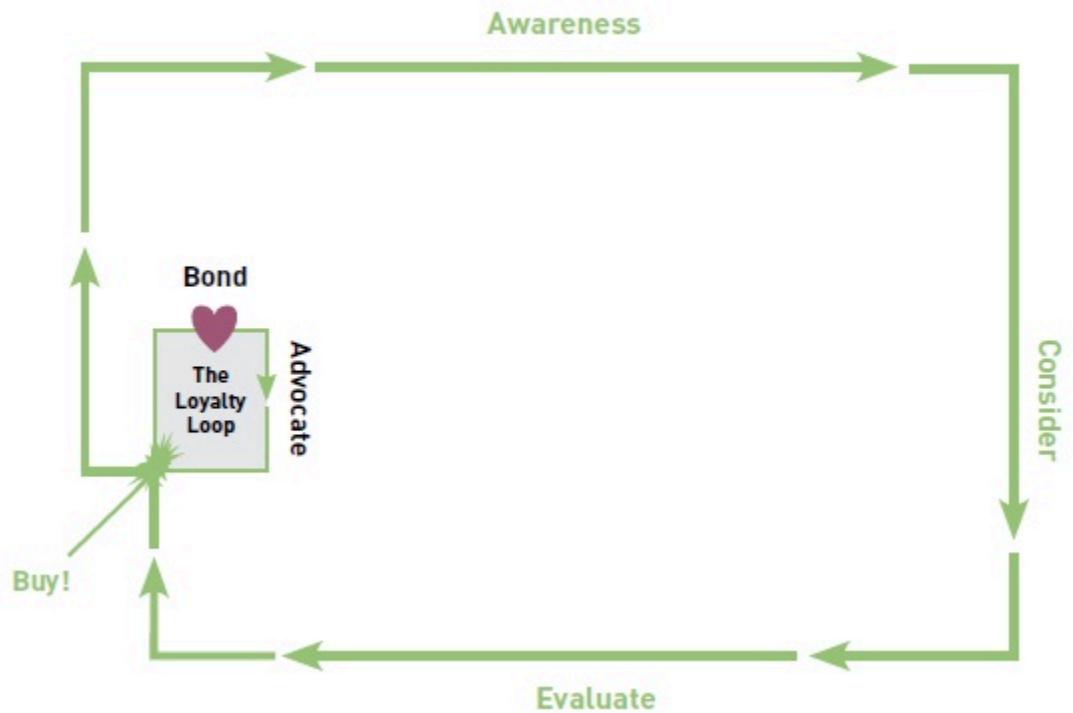 Awareness
Bond
The
Loyalty
Loop
Advocate
Consider
Buy!
Evaluate